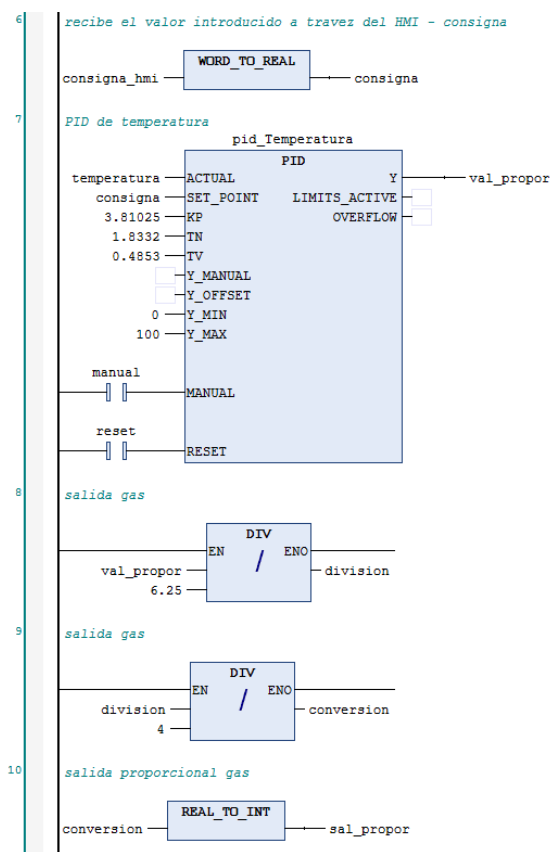 6 recibe el valor introducido a travez del HMI - consigna
WORD_TO_REAL
consigna_hmi consigna
7 PID de temperatura
pid_Temperatura
PID
temperatura ACTUAL Y val_propor
consigna SET_POINT LIMITS_ACTIVE
3.81025 KP OVERFLOW
1.8332 TN
0.4853 TV
Y_MANUAL
Y_OFFSET
0 Y_MIN
100 Y_MAX
manual
MANUAL
reset
RESET
8 salida gas
DIV
EN ENO
val_propor / division
6.25
9 salida gas
DIV
EN ENO
division / conversion
4
10 salida proporcional gas
REAL_TO_INT
conversion sal_propor